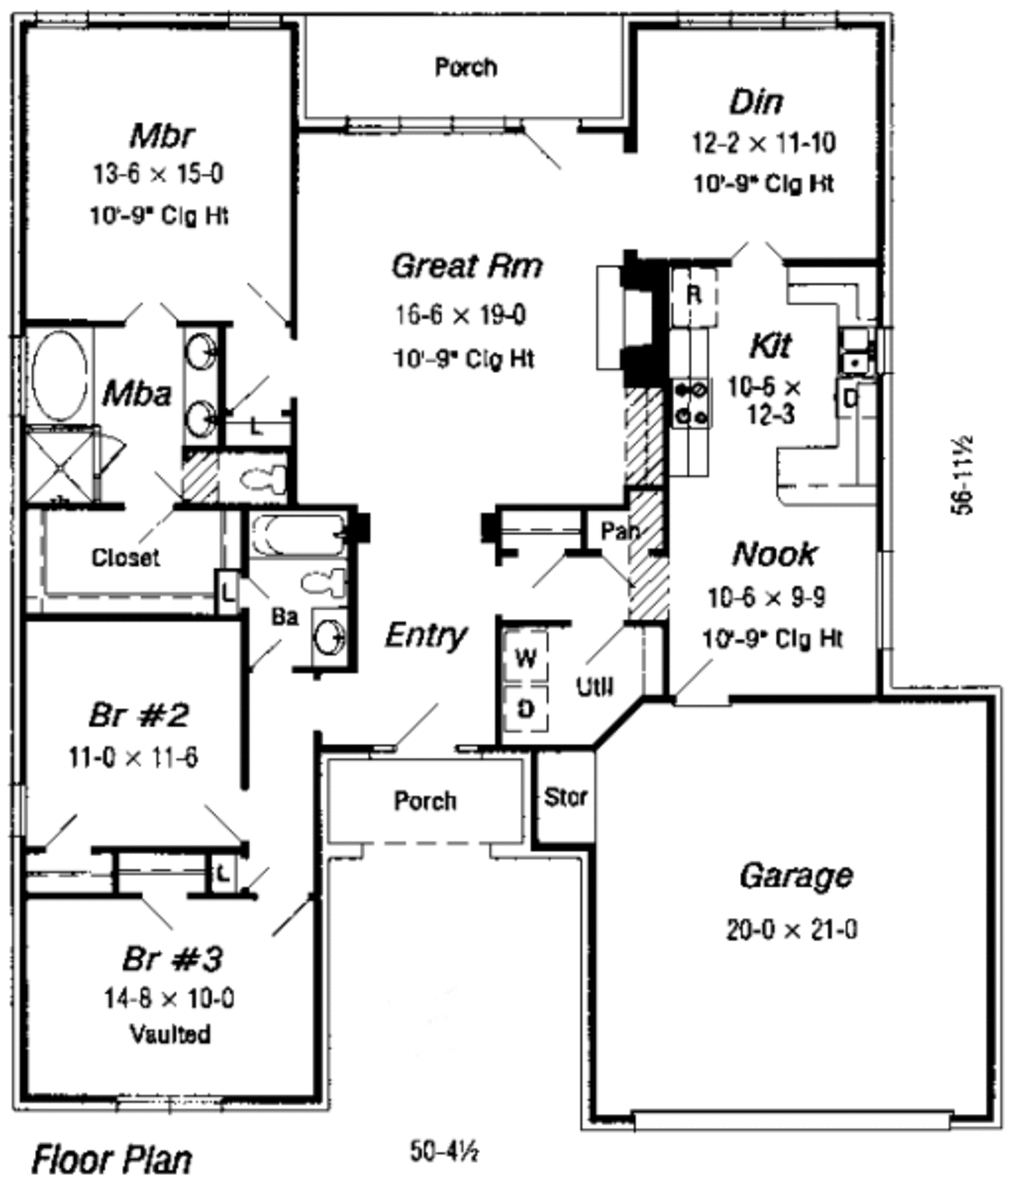 Porch
Mbr
13-6 × 15-0
10'-9" Clg Ht
Din
12-2 × 11-10
10'-9" Clg Ht
Great Rm
16-6 × 19-0
10'-9" Clg Ht
R
Kit
10-6 ×
12-3
D
Mba
L
56-11½
Closet
L
Ba
Pan
Nook
10-6 × 9-9
10'-9" Clg Ht
Entry
W
D
Util
Br #2
11-0 × 11-6
Porch
Stor
L
Garage
20-0 × 21-0
Br #3
14-8 × 10-0
Vaulted
Floor Plan
50-4½